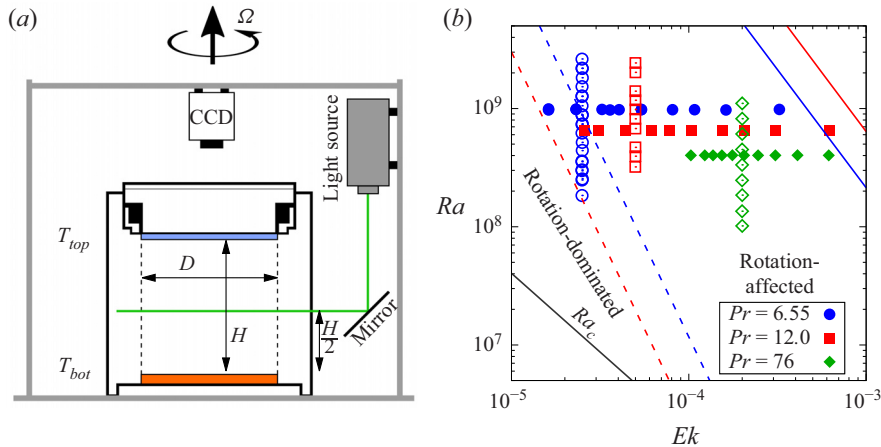 (a)
Ω
CCD
Light source
T_top
D
H
H/2
Mirror
T_bot
(b)
10^9
Ra
10^8
10^7
Rotation-dominated
Ra_c
Rotation-
affected
Pr = 6.55
Pr = 12.0
Pr = 76
10^-5
10^-4
10^-3
Ek